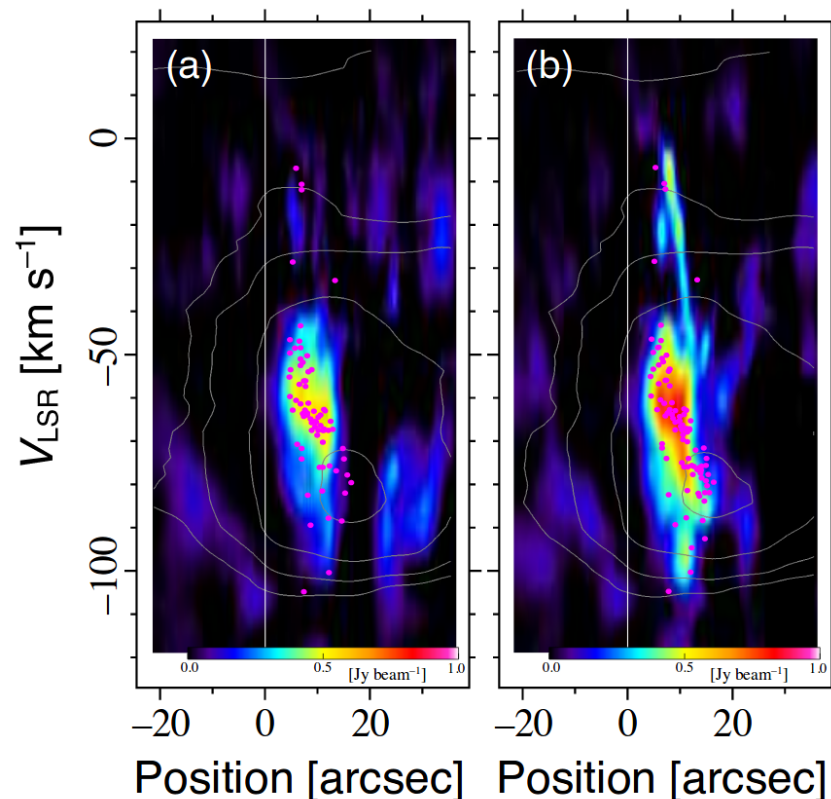 (a) (b)
0
−50
−100
V_LSR [km s⁻¹]
0.0 0.5 1.0 0.0 0.5 1.0
[Jy beam⁻¹] [Jy beam⁻¹]
−20 0 20 −20 0 20
Position [arcsec] Position [arcsec]